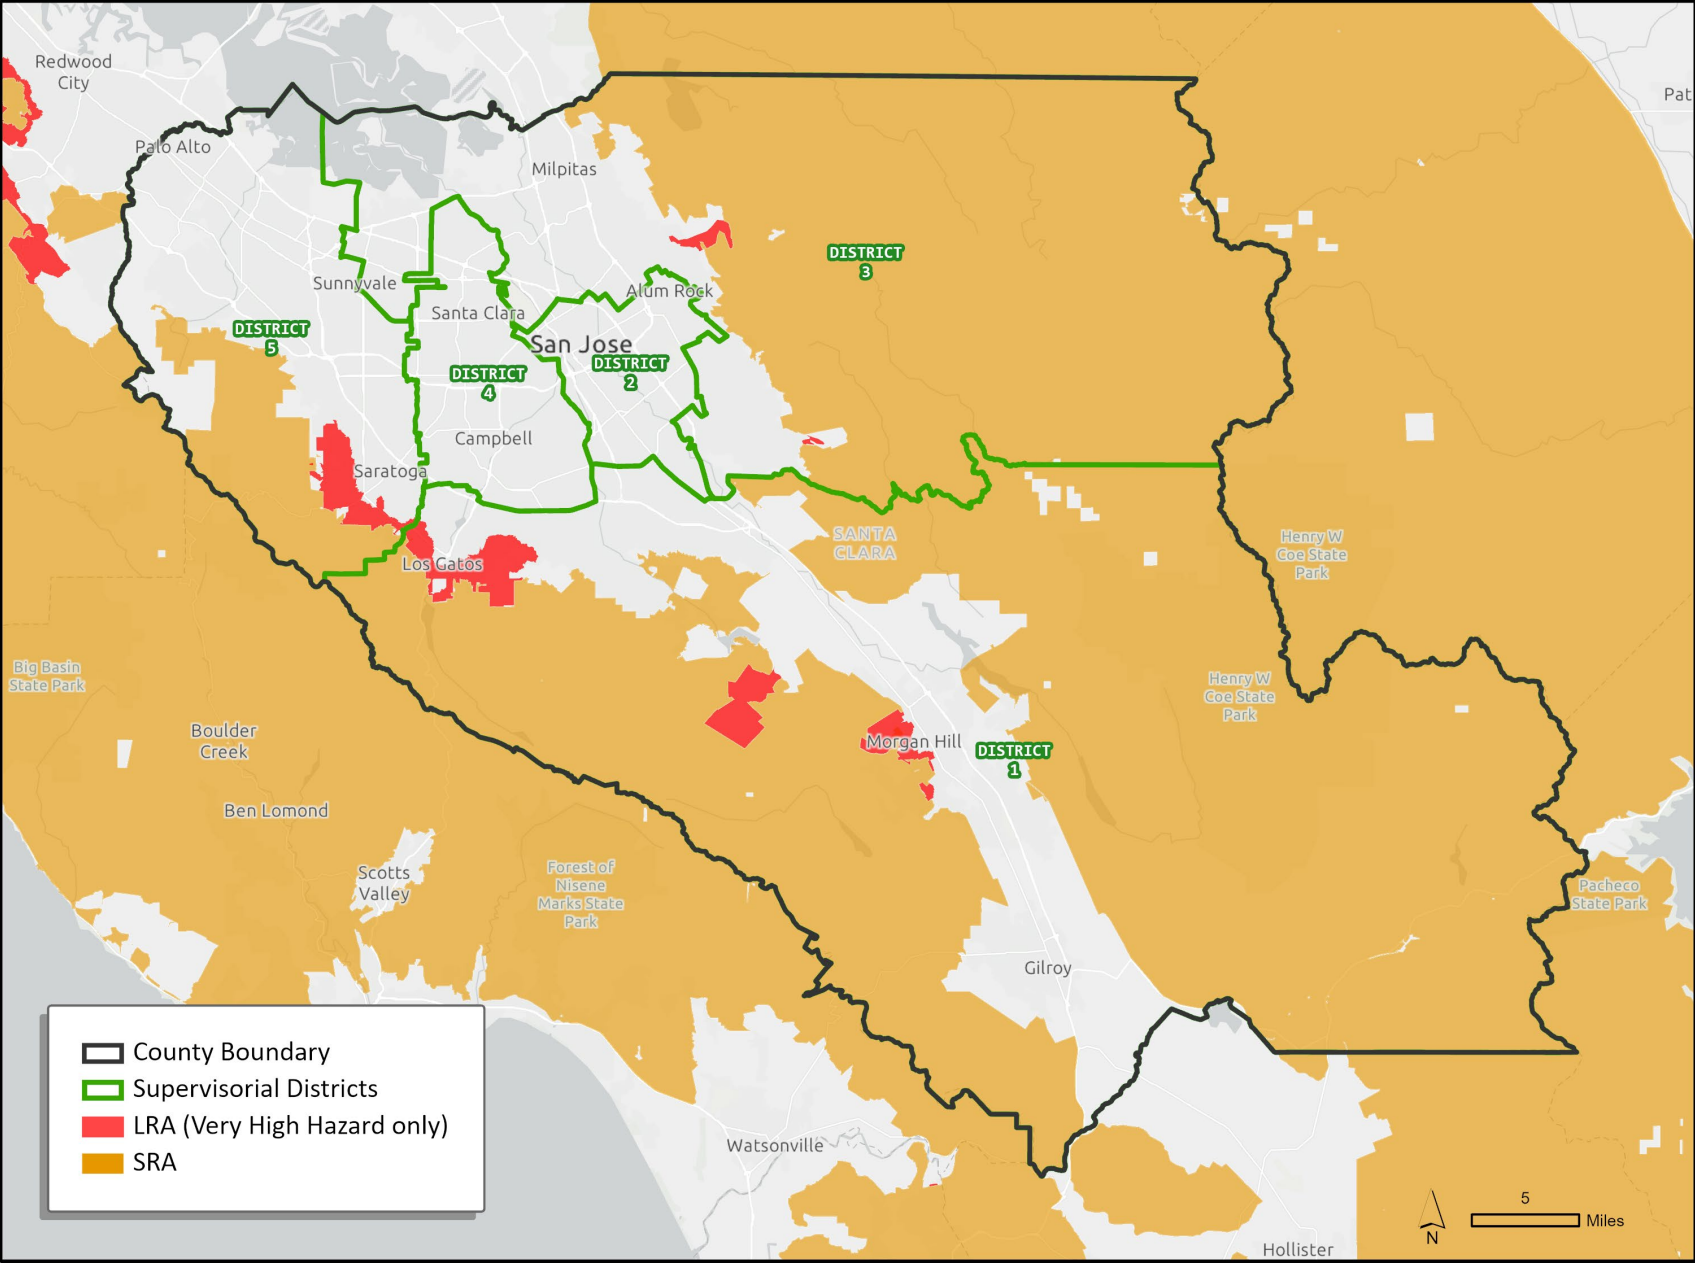 Redwood
City
Pat
Palo Alto
Milpitas
DISTRICT
3
Sunnyvale
Alum Rock
Santa Clara
DISTRICT
5
San Jose
DISTRICT
2
DISTRICT
4
Campbell
Saratoga
SANTA
CLARA
Henry W
Coe State
Park
Los Gatos
Big Basin
State Park
Henry W
Coe State
Park
Boulder
Creek
Morgan Hill
DISTRICT
1
Ben Lomond
Scotts
Valley
Forest of
Nisene
Marks State
Park
Pacheco
State Park
Gilroy
County Boundary
Supervisorial Districts
LRA (Very High Hazard only)
SRA
Watsonville
5
Miles
N
Hollister